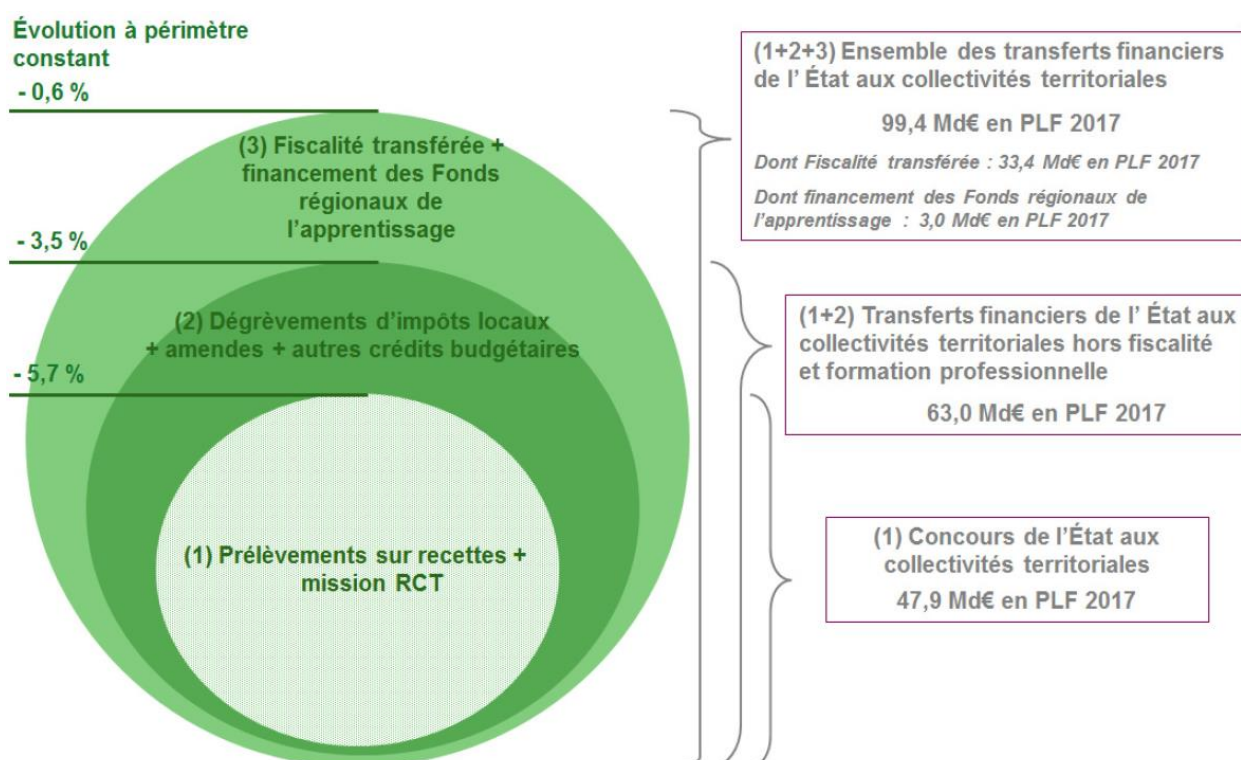 Évolution à périmètre
constant
- 0,6 %
(3) Fiscalité transférée +
financement des Fonds
régionaux de
l'apprentissage
- 3,5 %
(2) Dégrèvements d'impôts locaux
+ amendes + autres crédits budgétaires
- 5,7 %
(1) Prélèvements sur recettes +
mission RCT
(1+2+3) Ensemble des transferts financiers
de l' État aux collectivités territoriales
99,4 Md€ en PLF 2017
Dont Fiscalité transférée : 33,4 Md€ en PLF 2017
Dont financement des Fonds régionaux de
l'apprentissage : 3,0 Md€ en PLF 2017
(1+2) Transferts financiers de l' État aux
collectivités territoriales hors fiscalité
et formation professionnelle
63,0 Md€ en PLF 2017
(1) Concours de l'État aux
collectivités territoriales
47,9 Md€ en PLF 2017